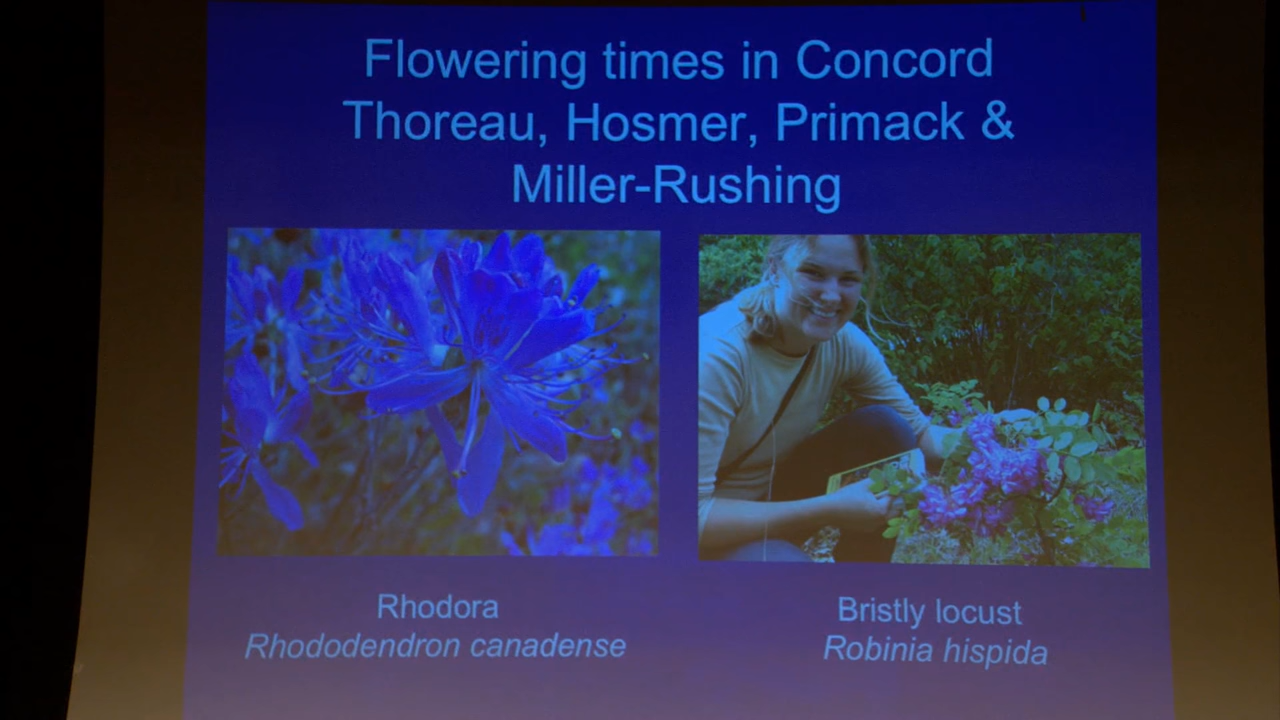 Flowering times in Concord
Thoreau, Hosmer, Primack &
Miller-Rushing
Rhodora
Rhododendron canadense
Bristly locust
Robinia hispida